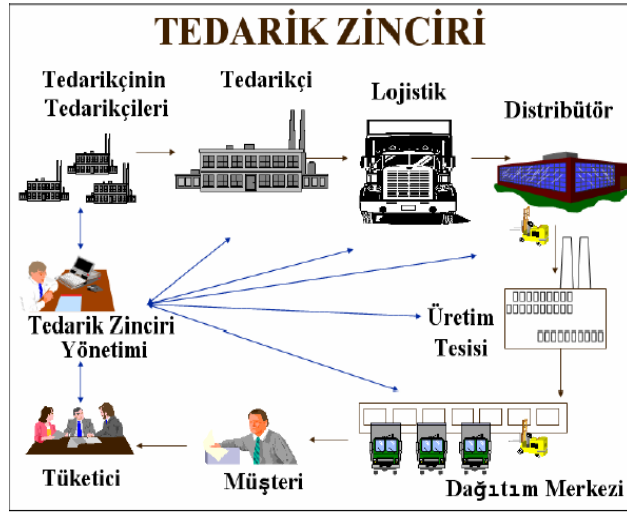 TEDARİK ZİNCİRİ
Tedarikçinin
Tedarikçileri
Tedarikçi
Lojistik
Distribütör
Tedarik Zinciri
Yönetimi
Üretim
Tesisi
Tüketici
Müşteri
Dağıtım Merkezi